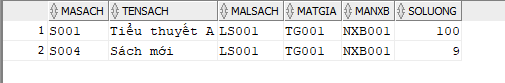 MASACH TENSACH MALSACH MATGIA MANXB SOLUONG
1 S001 Tiểu thuyết A LS001 TG001 NXB001 100
2 S004 Sách mới LS001 TG001 NXB001 9